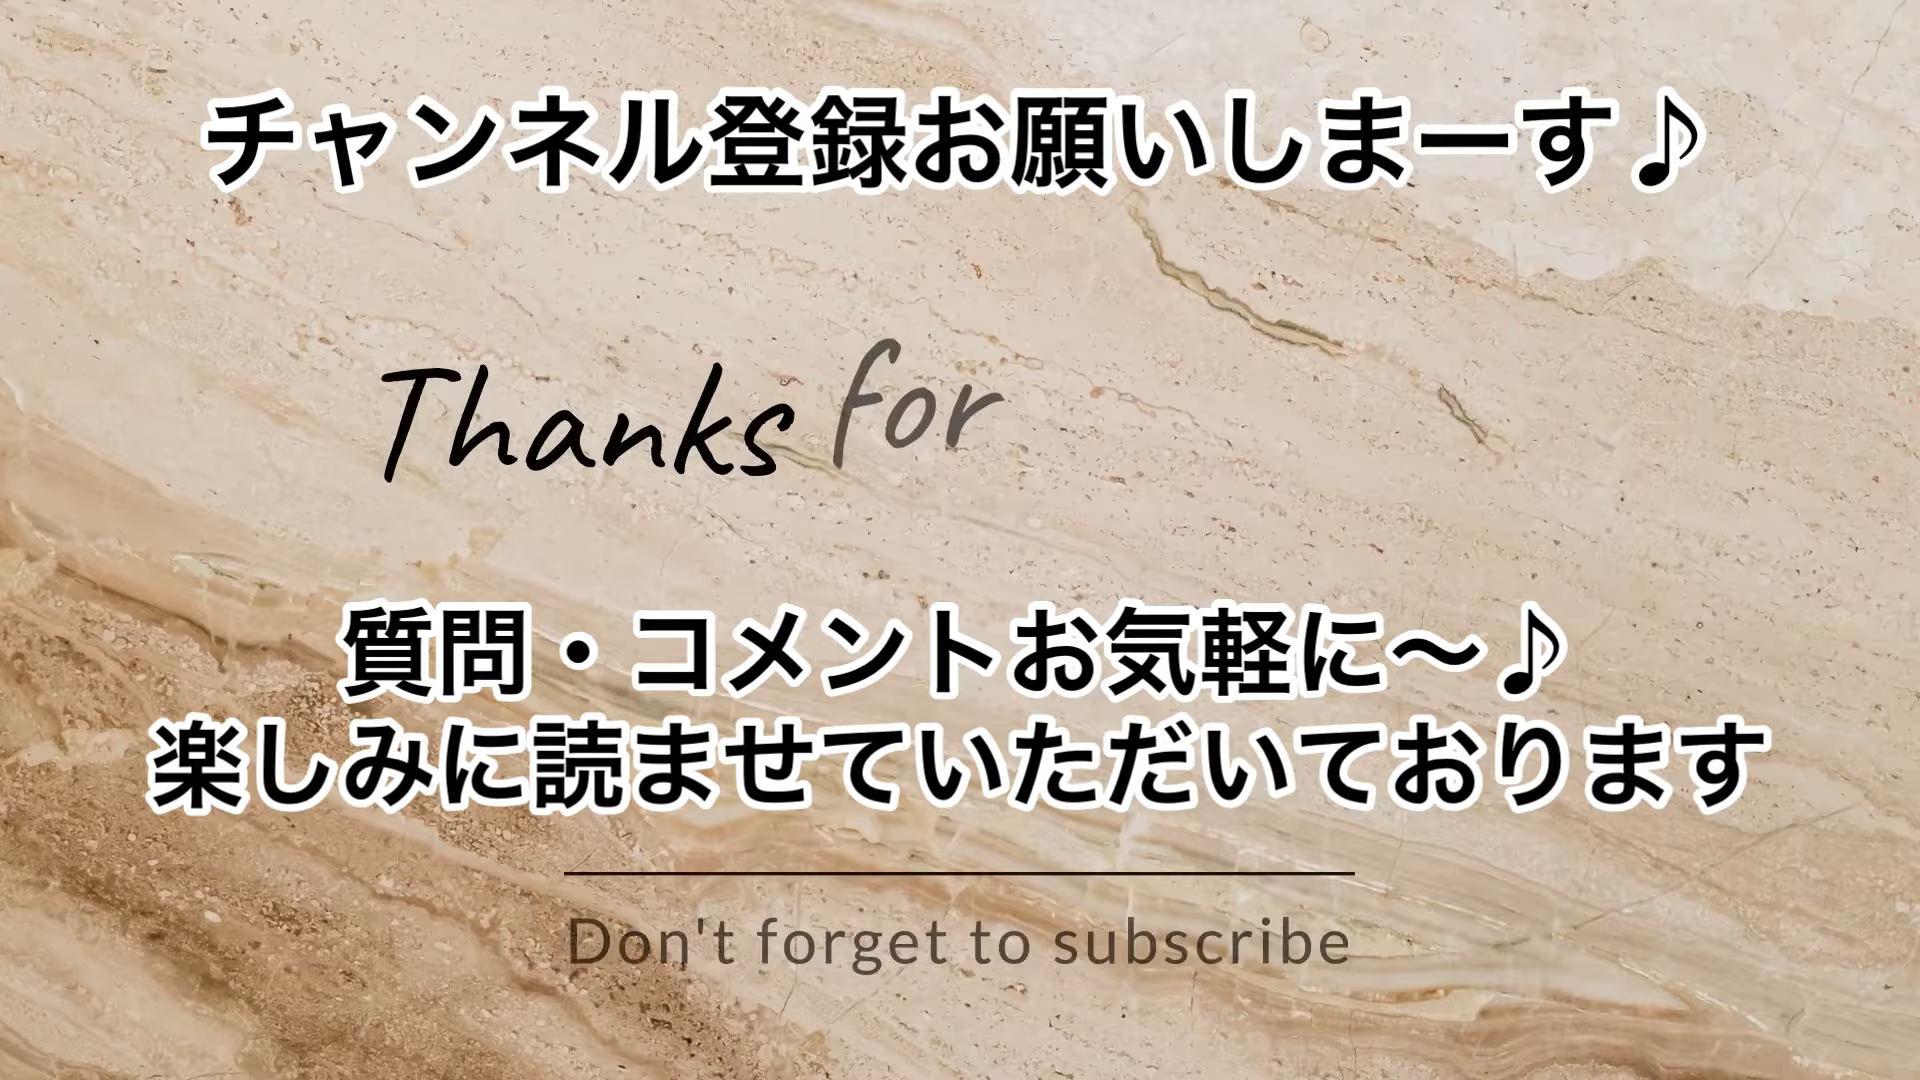 チャンネル登録お願いしまーす♪
Thanks for
質問・コメントお気軽に～♪
楽しみに読ませていただいております
Don't forget to subscribe